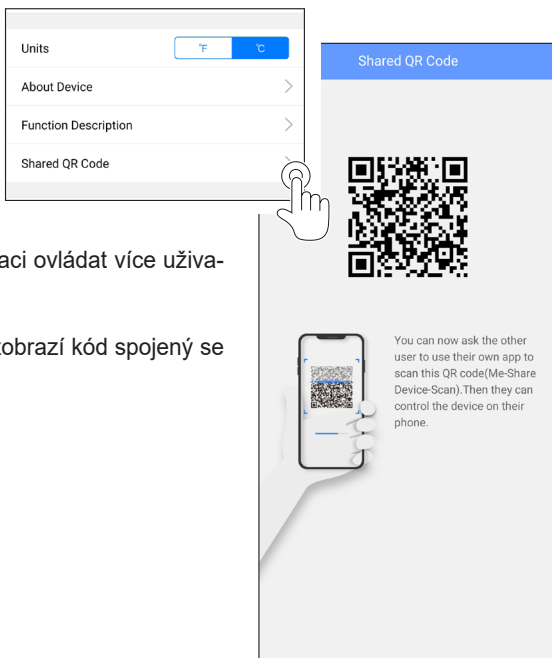 Units °F °C
About Device
Function Description
Shared QR Code
aci ovládat více uživa-
obrazí kód spojený se
Shared QR Code
You can now ask the other
user to use their own app to
scan this QR code(Me-Share
Device-Scan).Then they can
control the device on their
phone.